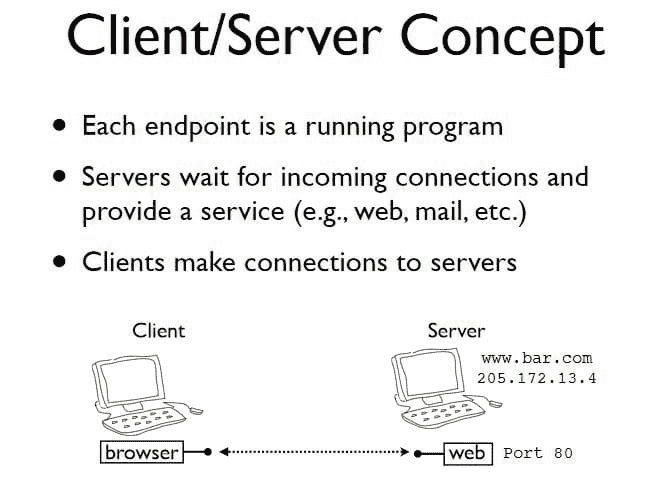 Client/Server Concept
• Each endpoint is a running program
• Servers wait for incoming connections and
provide a service (e.g., web, mail, etc.)
• Clients make connections to servers
Client
Server
www.bar.com
205.172.13.4
browser
web
Port 80